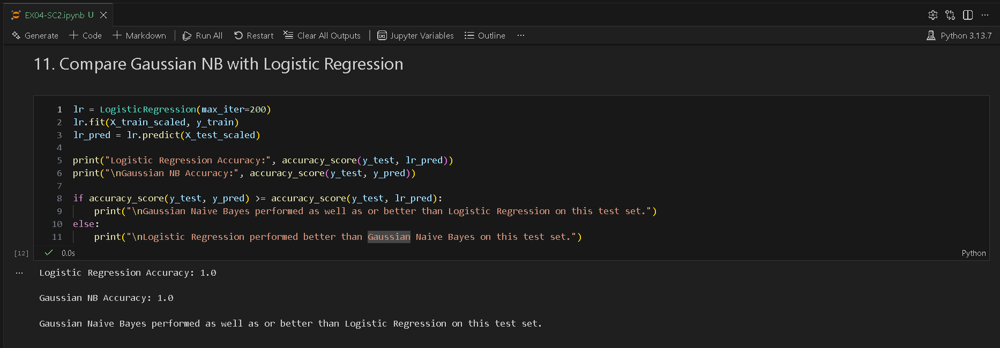 EX04-SC2.ipynb U
Generate + Code + Markdown Run All Restart Clear All Outputs Jupyter Variables Outline ... Python 3.13.7
11. Compare Gaussian NB with Logistic Regression
1 lr = LogisticRegression(max_iter=200)
2 lr.fit(X_train_scaled, y_train)
3 lr_pred = lr.predict(X_test_scaled)
4
5 print("Logistic Regression Accuracy:", accuracy_score(y_test, lr_pred))
6 print("\nGaussian NB Accuracy:", accuracy_score(y_test, y_pred))
7
8 if accuracy_score(y_test, y_pred) >= accuracy_score(y_test, lr_pred):
9     print("\nGaussian Naive Bayes performed as well as or better than Logistic Regression on this test set.")
10 else:
11     print("\nLogistic Regression performed better than Gaussian Naive Bayes on this test set.")
[12] 0.0s Python
... Logistic Regression Accuracy: 1.0
Gaussian NB Accuracy: 1.0
Gaussian Naive Bayes performed as well as or better than Logistic Regression on this test set.